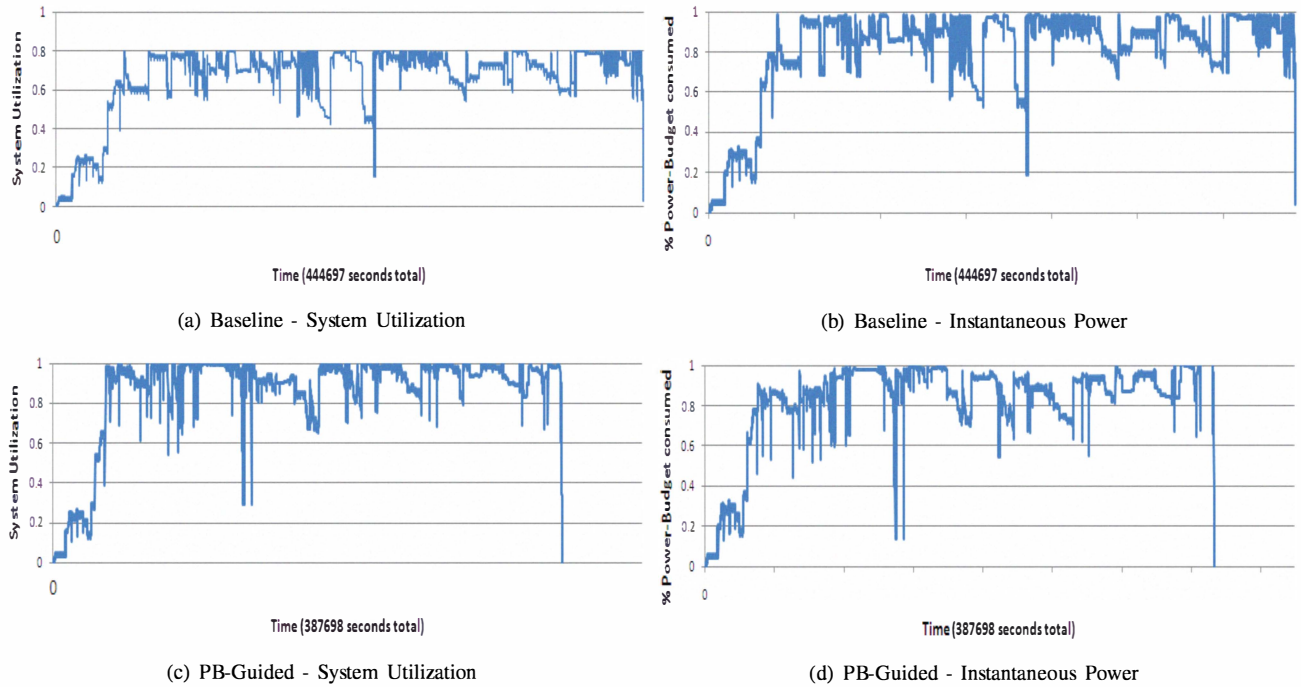 System Utilization
1
0.8
0.6
0.4
0.2
0
0
Time (444697 seconds total)
(a) Baseline - System Utilization
% Power-Budget consumed
1
0.8
0.6
0.4
0.2
0
0
Time (444697 seconds total)
(b) Baseline - Instantaneous Power
System Utilization
1
0.8
0.6
0.4
0.2
0
0
Time (387698 seconds total)
(c) PB-Guided - System Utilization
% Power-Budget consumed
1
0.8
0.6
0.4
0.2
0
0
Time (387698 seconds total)
(d) PB-Guided - Instantaneous Power